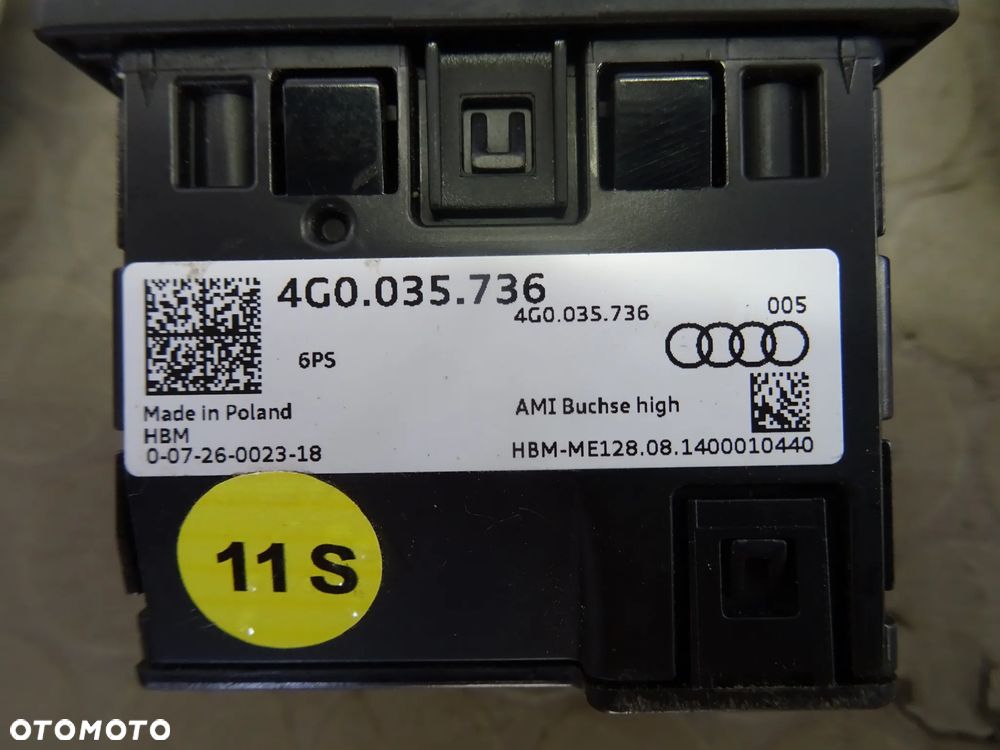 4G0.035.736
4G0.035.736
005
6PS
Made in Poland
HBM
0-07-26-0023-18
AMI Buchse high
HBM-ME128.08.1400010440
11 S
OTOMOTO